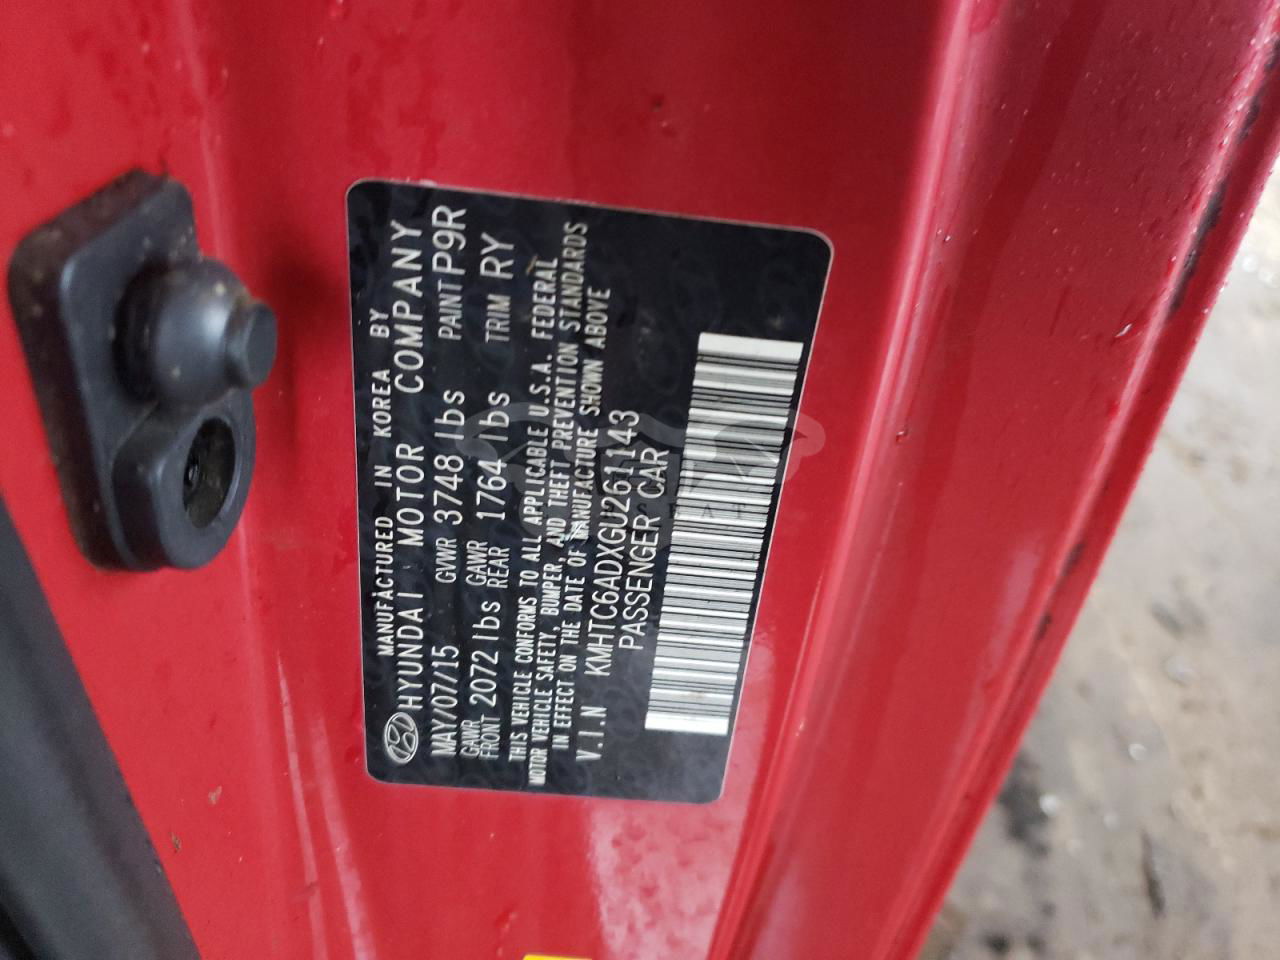 MANUFACTURED IN KOREA BY
HYUNDAI MOTOR COMPANY
MAY/07/15 GVWR 3748 lbs PAINT P9R
GAWR FRONT 2072 lbs GAWR REAR 1764 lbs TRIM RY
THIS VEHICLE CONFORMS TO ALL APPLICABLE U.S.A. FEDERAL
MOTOR VEHICLE SAFETY, BUMPER, AND THEFT PREVENTION STANDARDS
IN EFFECT ON THE DATE OF MANUFACTURE SHOWN ABOVE
V.I.N KMHTC6ADXGU261143
PASSENGER CAR